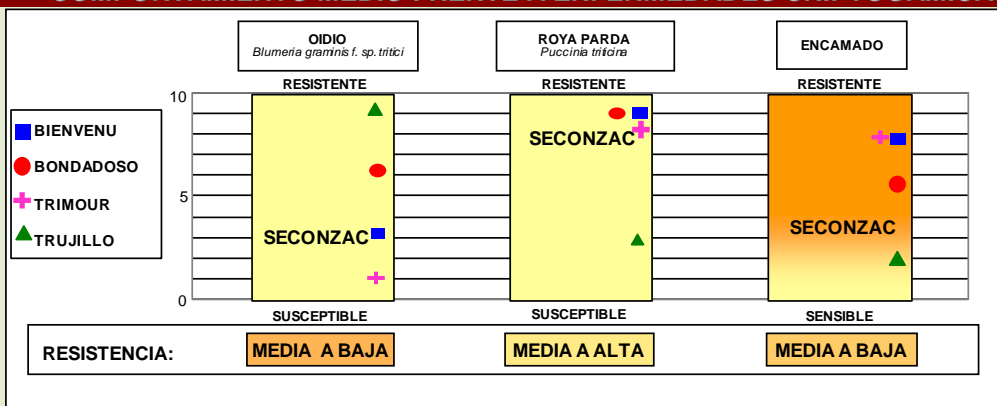 OIDIO
Blumeria graminis f. sp. tritici
ROYA PARDA
Puccinia triticina
ENCAMADO
RESISTENTE
RESISTENTE
RESISTENTE
10
5
0
BIENVENU
BONDADOSO
TRIMOUR
TRUJILLO
SECONZAC
SECONZAC
SECONZAC
SUSCEPTIBLE
SUSCEPTIBLE
SENSIBLE
RESISTENCIA:
MEDIA A BAJA
MEDIA A ALTA
MEDIA A BAJA